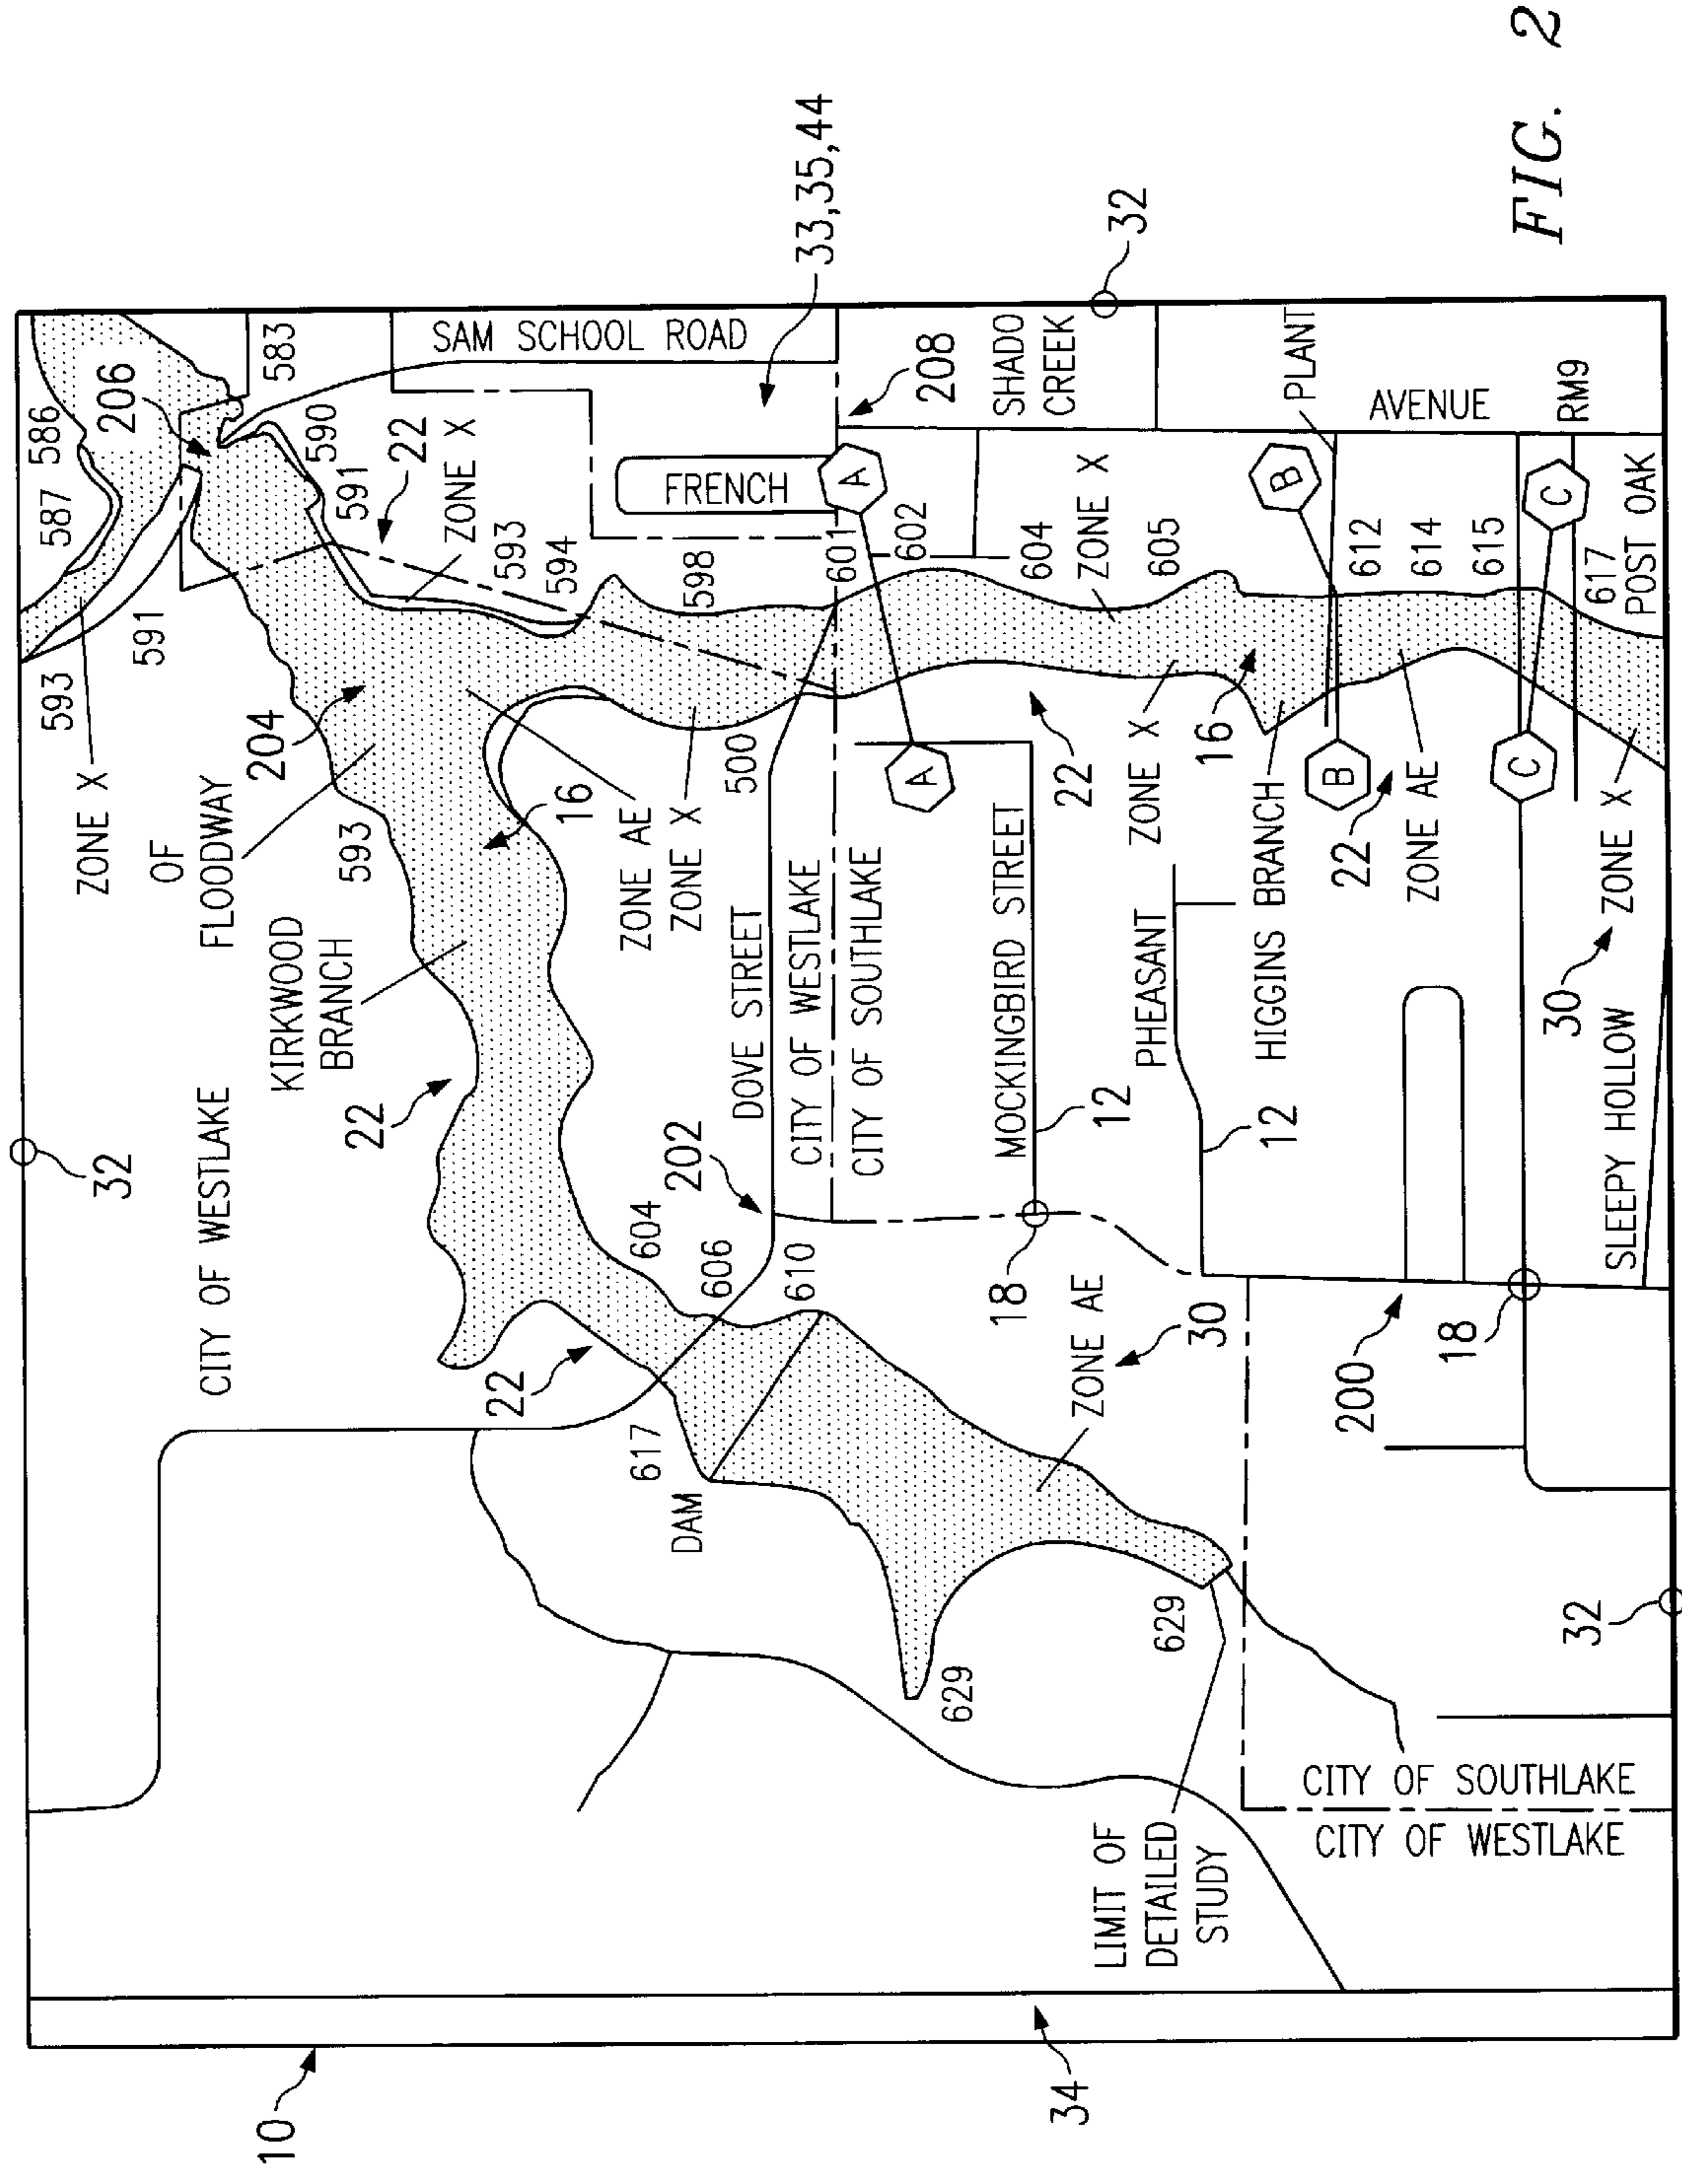 10
34
32
CITY OF WESTLAKE
593
ZONE X
591
587
586
206
583
590
591
22
ZONE X
593
594
598
SAM SCHOOL ROAD
33,35,44
FRENCH
204
OF
FLOODWAY
593
KIRKWOOD
BRANCH
22
16
ZONE AE
ZONE X
500
22
604
606
610
617
DAM
202
DOVE STREET
CITY OF WESTLAKE
CITY OF SOUTHLAKE
601
602
A
A
208
SHADO
CREEK
32
604
ZONE X
605
MOCKINGBIRD STREET
12
18
22
ZONE X
16
PHEASANT
12
HIGGINS BRANCH
B
B
PLANT
AVENUE
RM9
612
614
615
617
POST OAK
C
C
22
ZONE AE
30
ZONE X
SLEEPY HOLLOW
18
200
ZONE AE
30
629
629
LIMIT OF
DETAILED
STUDY
CITY OF SOUTHLAKE
CITY OF WESTLAKE
32
FIG. 2